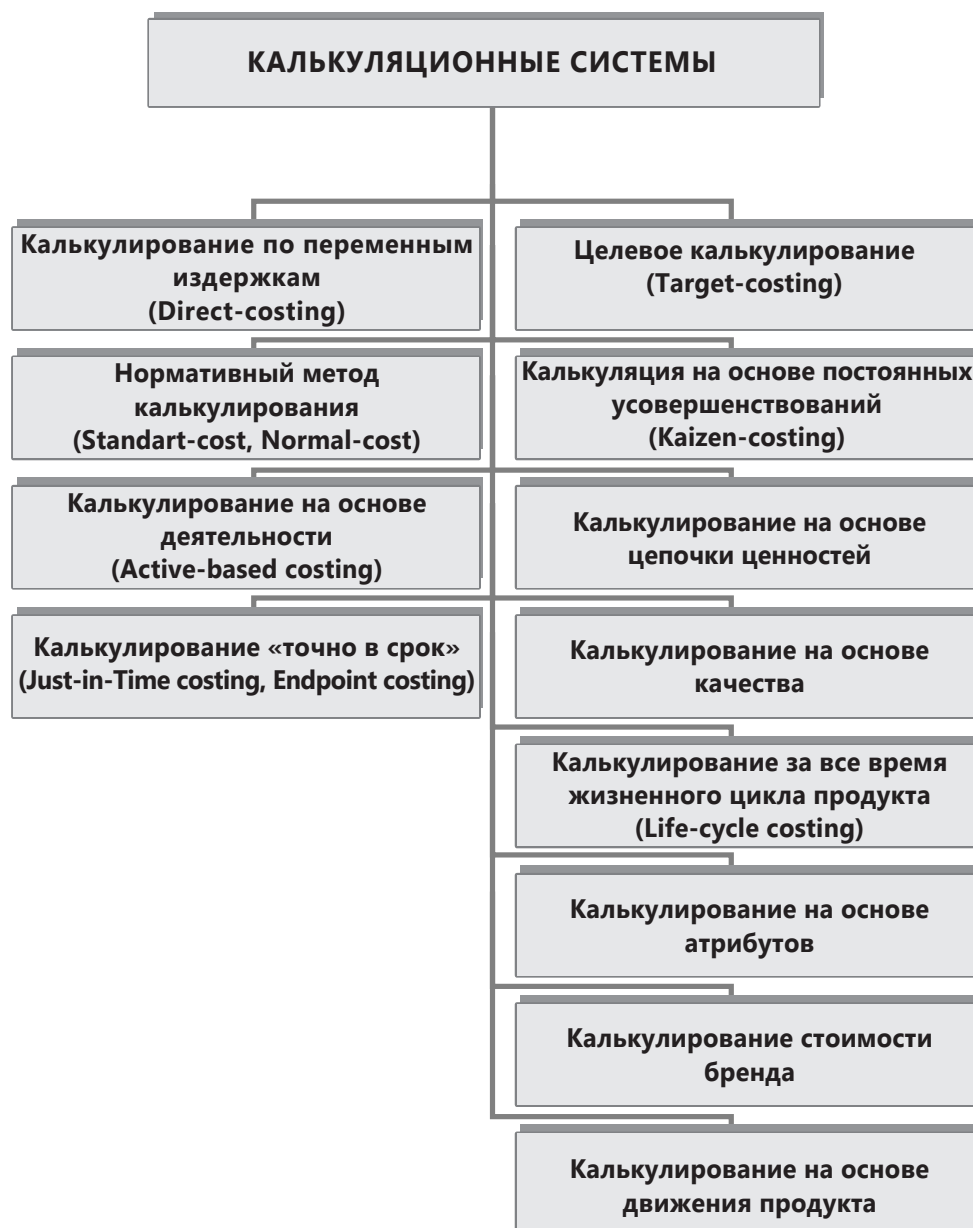 КАЛЬКУЛЯЦИОННЫЕ СИСТЕМЫ
Калькулирование по переменным
издержкам
(Direct-costing)
Целевое калькулирование
(Target-costing)
Нормативный метод
калькулирования
(Standart-cost, Normal-cost)
Калькуляция на основе постоянных
усовершенствований
(Kaizen-costing)
Калькулирование на основе
деятельности
(Active-based costing)
Калькулирование на основе
цепочки ценностей
Калькулирование «точно в срок»
(Just-in-Time costing, Endpoint costing)
Калькулирование на основе
качества
Калькулирование за все время
жизненного цикла продукта
(Life-cycle costing)
Калькулирование на основе
атрибутов
Калькулирование стоимости
бренда
Калькулирование на основе
движения продукта